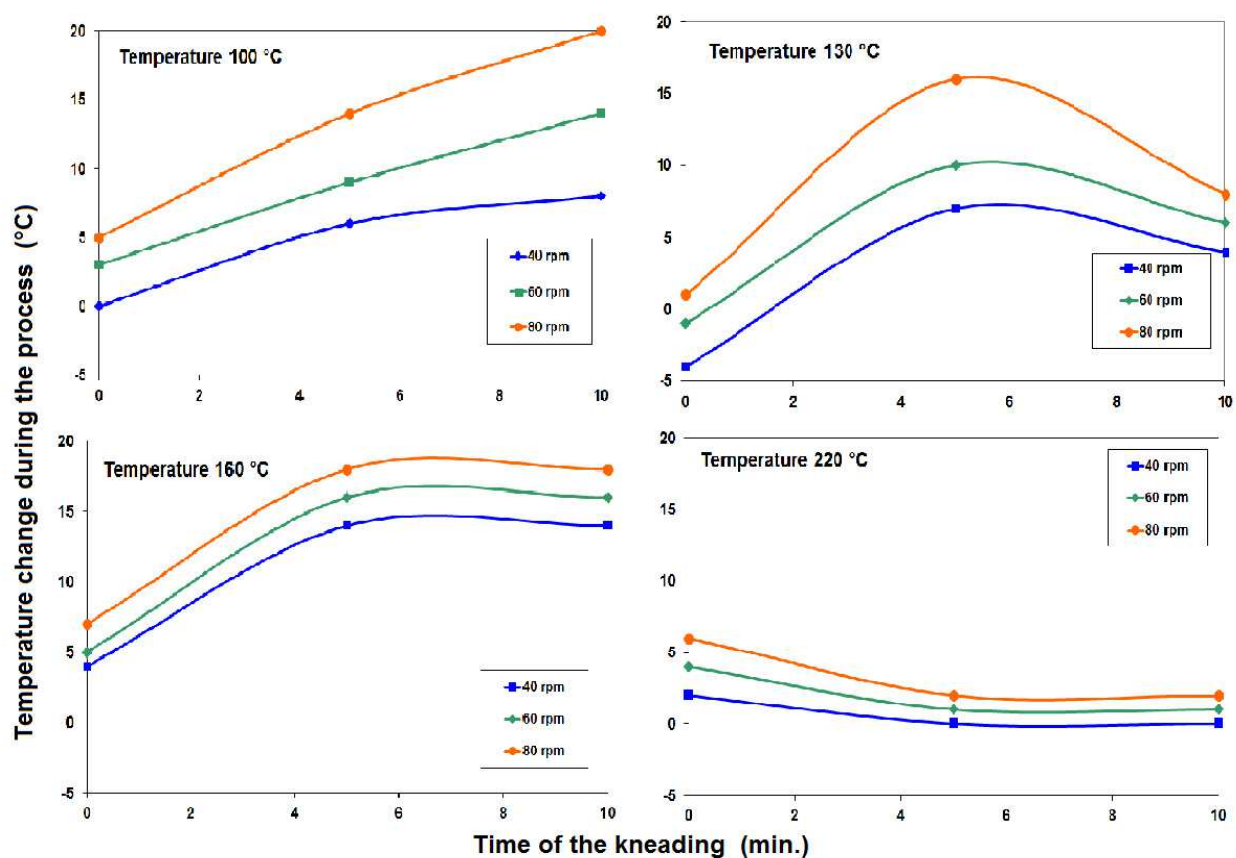 Temperature change during the process (°C)
Temperature 100 °C
20
15
10
5
0
-5
0
2
4
6
8
10
40 rpm
60 rpm
80 rpm
Temperature 130 °C
20
15
10
5
0
-5
0
2
4
6
8
10
40 rpm
60 rpm
80 rpm
Temperature 160 °C
20
15
10
5
0
-5
0
2
4
6
8
10
40 rpm
60 rpm
80 rpm
Temperature 220 °C
20
15
10
5
0
-5
0
2
4
6
8
10
40 rpm
60 rpm
80 rpm
Time of the kneading (min.)